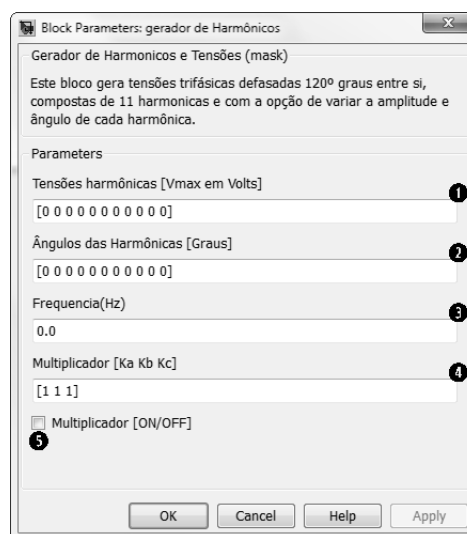 Block Parameters: gerador de Harmônicos
X
Gerador de Harmonicos e Tensões (mask)
Este bloco gera tensões trifásicas defasadas 120º graus entre si,
compostas de 11 harmonicas e com a opção de variar a amplitude e
ângulo de cada harmônica.
Parameters
Tensões harmônicas [Vmax em Volts]
1
[0 0 0 0 0 0 0 0 0 0 0]
Ângulos das Harmônicas [Graus]
2
[0 0 0 0 0 0 0 0 0 0 0]
Frequencia(Hz)
3
0.0
Multiplicador [Ka Kb Kc]
4
[1 1 1]
Multiplicador [ON/OFF]
5
OK Cancel Help Apply